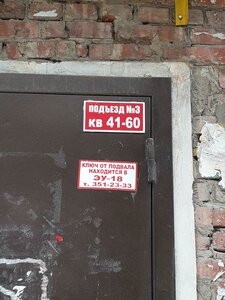 ПОДЪЕЗД №3
КВ 41-60
КЛЮЧ ОТ ПОДВАЛА
НАХОДИТСЯ В
ЭУ-18
т. 351-23-33